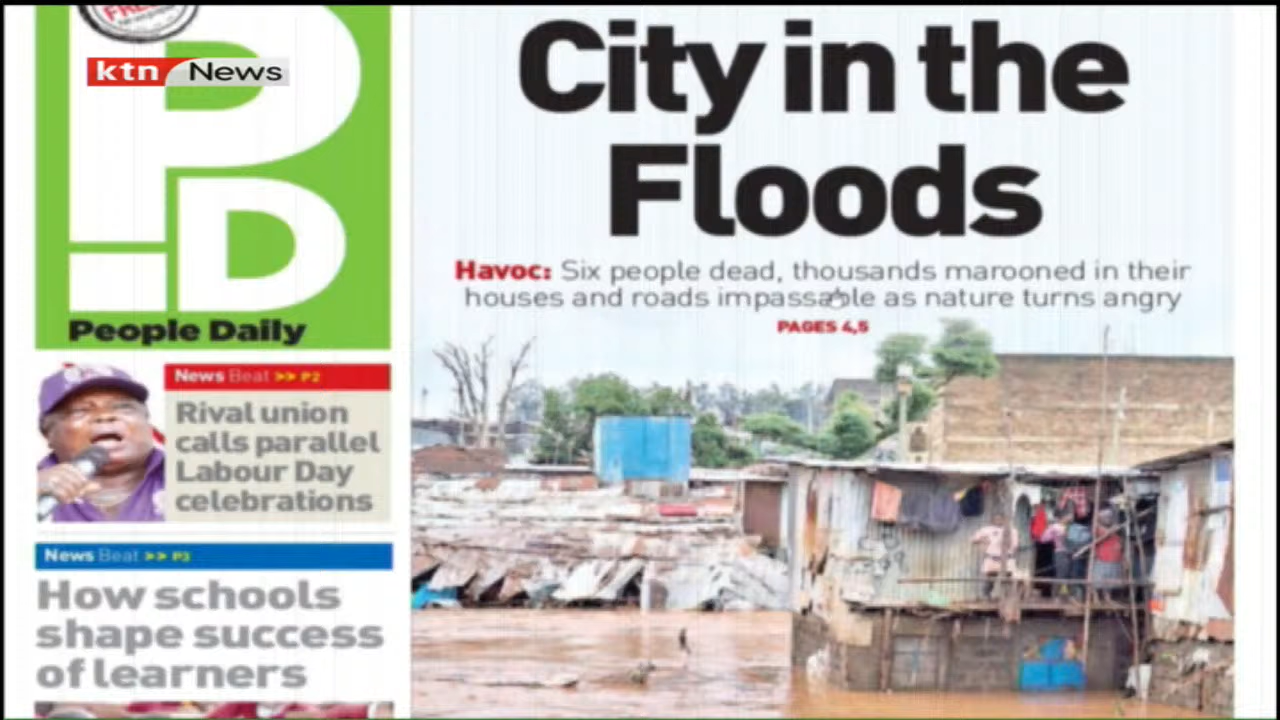 ktn News
PD
People Daily
News Beat >> P2
Rival union
calls parallel
Labour Day
celebrations
News Beat >> P3
How schools
shape success
of learners
City in the
Floods
Havoc: Six people dead, thousands marooned in their
houses and roads impassable as nature turns angry
PAGES 4,5